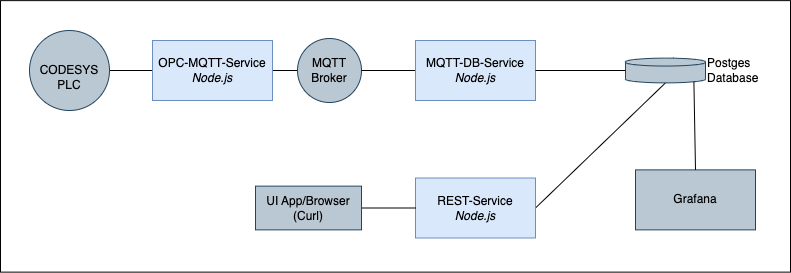 CODESYS
PLC
OPC-MQTT-Service
Node.js
MQTT
Broker
MQTT-DB-Service
Node.js
Postges
Database
UI App/Browser
(Curl)
REST-Service
Node.js
Grafana